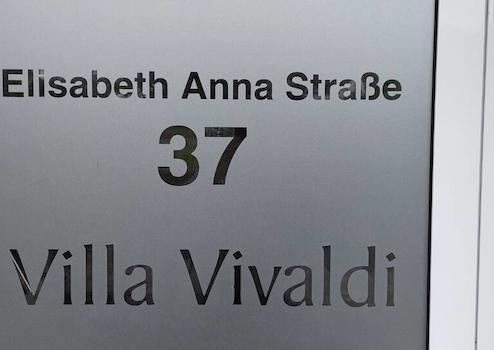 Elisabeth Anna Straße
37
Villa Vivaldi